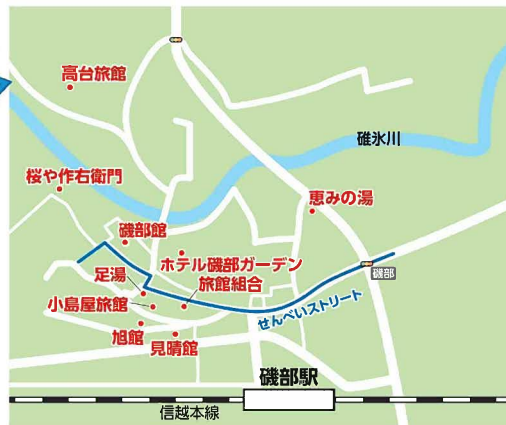 高台旅館
碓氷川
桜や作右衛門
恵みの湯
磯部館
ホテル磯部ガーデン
旅館組合
足湯
磯部
小島屋旅館
せんべいストリート
旭館
見晴館
磯部駅
信越本線